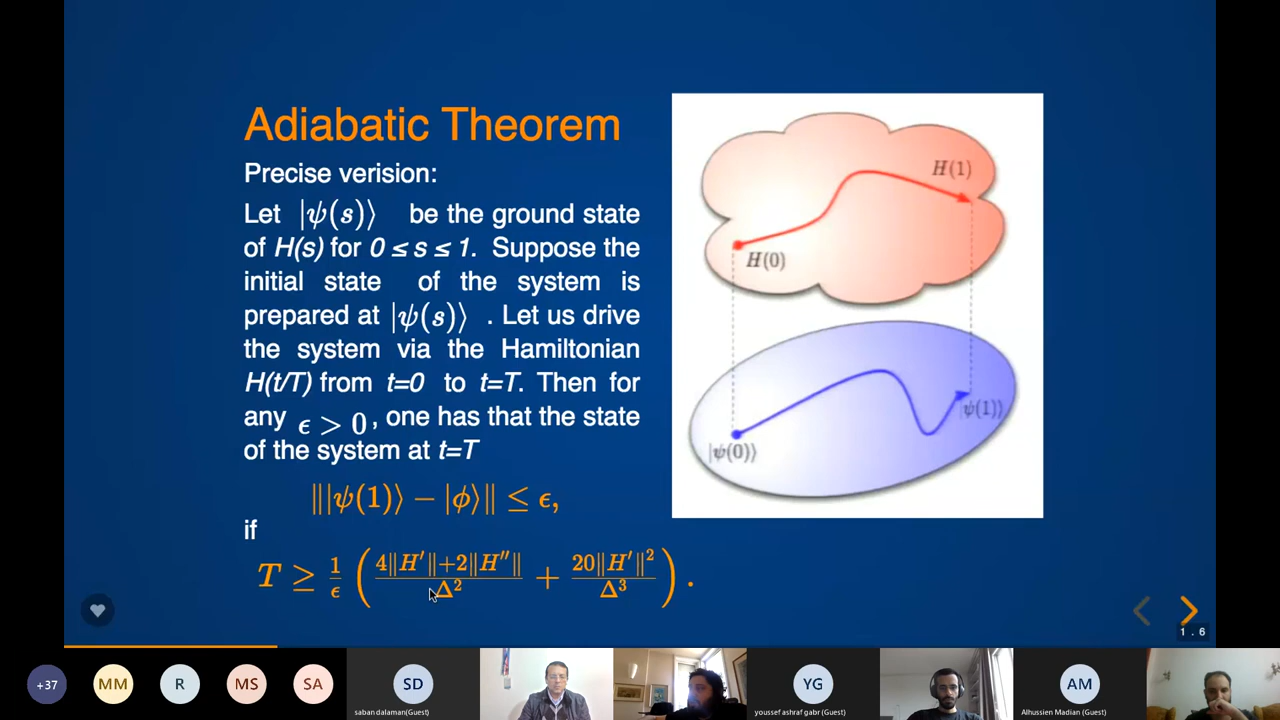 Adiabatic Theorem
Precise verision:
Let |ψ(s)⟩ be the ground state
of H(s) for 0 ≤ s ≤ 1. Suppose the
initial state of the system is
prepared at |ψ(s)⟩ . Let us drive
the system via the Hamiltonian
H(t/T) from t=0 to t=T. Then for
any ϵ > 0, one has that the state
of the system at t=T
‖|ψ(1)⟩ − |ϕ⟩‖ ≤ ϵ,
if
T ≥ 1/ϵ ( (4‖H′‖+2‖H″‖)/Δ² + 20‖H′‖²/Δ³ ) .
H(1)
H(0)
|ψ(1)⟩
|ψ(0)⟩
1 . 6
+37
MM
R
MS
SA
SD
saban dalaman(Guest)
YG
youssef ashraf gabr (Guest)
AM
Alhussien Madian (Guest)